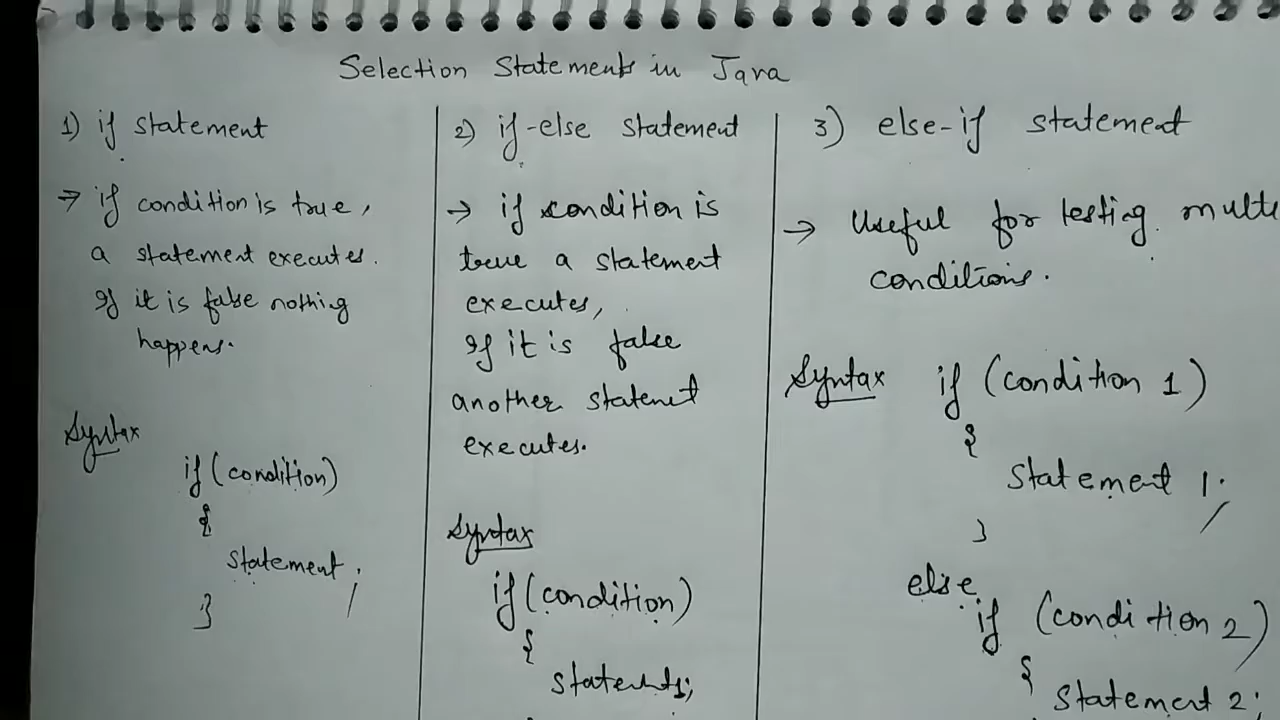 Selection Statements in Java
1) if statement
→ if condition is true,
a statement executes.
If it is false nothing
happens.
Syntax
if (condition)
{
statement;
}
2) if-else statement
→ if condition is
true a statement
executes,
If it is false
another statemet
executes.
Syntax
if (condition)
{
3) else-if statement
→ Useful for testing multi
conditions.
Syntax if (condition 1)
{
Statement 1;
}
else
if (condition 2)
{
Statement 2;